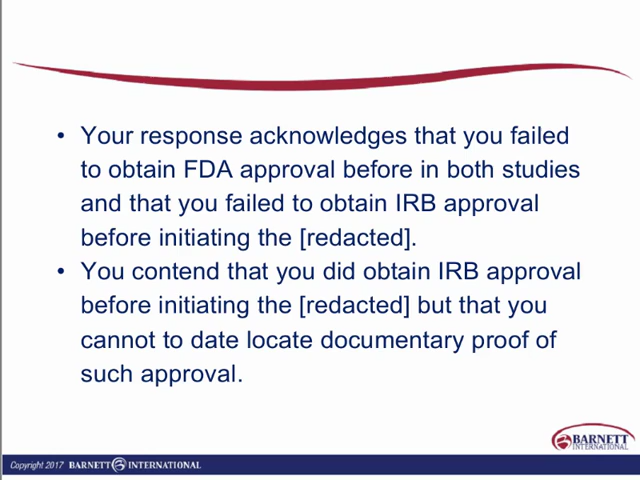 • Your response acknowledges that you failed
to obtain FDA approval before in both studies
and that you failed to obtain IRB approval
before initiating the [redacted].
• You contend that you did obtain IRB approval
before initiating the [redacted] but that you
cannot to date locate documentary proof of
such approval.
BARNETT
INTERNATIONAL
Copyright 2017 BARNETT INTERNATIONAL